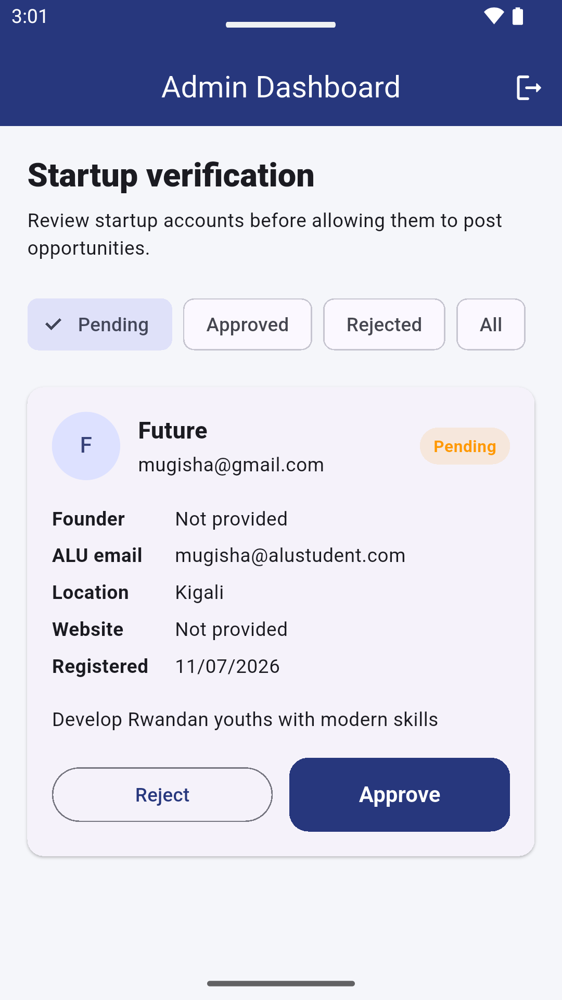 3:01
Admin Dashboard
Startup verification
Review startup accounts before allowing them to post
opportunities.
Pending
Approved
Rejected
All
F
Future
mugisha@gmail.com
Pending
Founder Not provided
ALU email mugisha@alustudent.com
Location Kigali
Website Not provided
Registered 11/07/2026
Develop Rwandan youths with modern skills
Reject
Approve